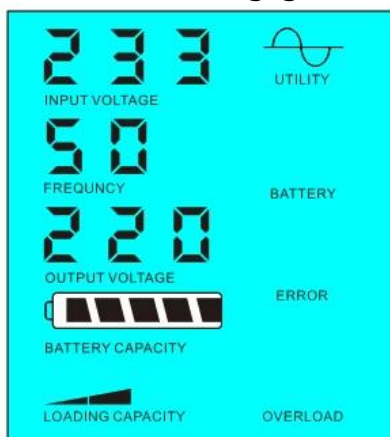 233
INPUT VOLTAGE
UTILITY
50
FREQUNCY
BATTERY
220
OUTPUT VOLTAGE
ERROR
BATTERY CAPACITY
LOADING CAPACITY
OVERLOAD